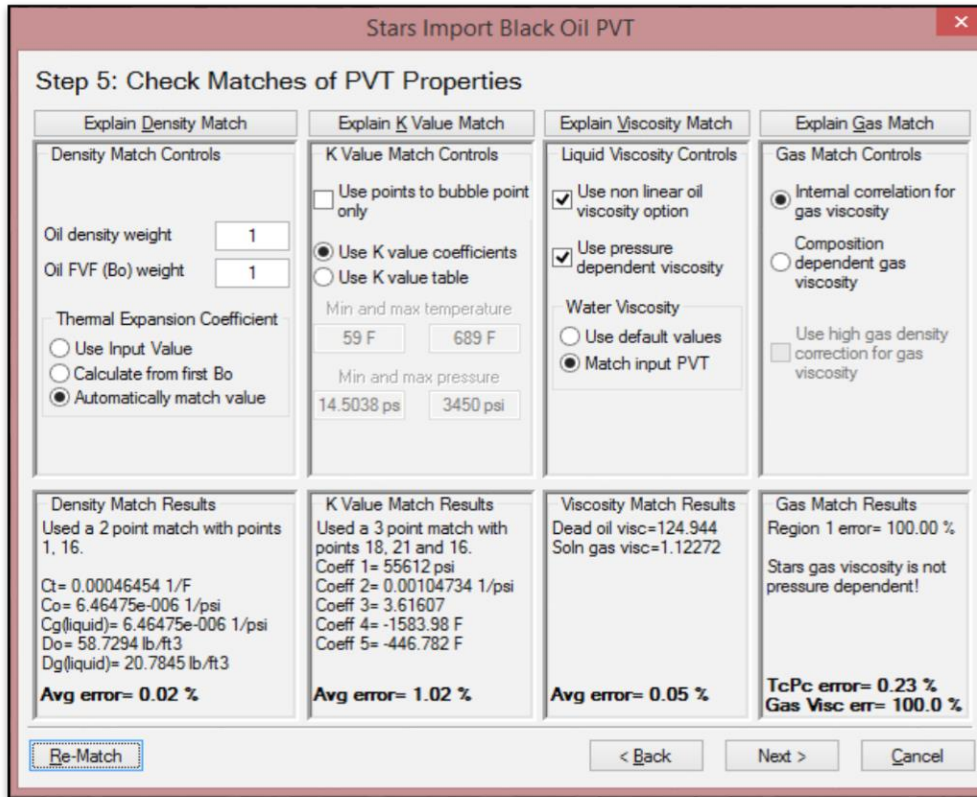 Stars Import Black Oil PVT
×
Step 5: Check Matches of PVT Properties
Explain Density Match
Density Match Controls
Oil density weight 1
Oil FVF (Bo) weight 1
Thermal Expansion Coefficient
Use Input Value
Calculate from first Bo
Automatically match value
Explain K Value Match
K Value Match Controls
Use points to bubble point
only
Use K value coefficients
Use K value table
Min and max temperature
59 F 689 F
Min and max pressure
14.5038 ps 3450 psi
Explain Viscosity Match
Liquid Viscosity Controls
Use non linear oil
viscosity option
Use pressure
dependent viscosity
Water Viscosity
Use default values
Match input PVT
Explain Gas Match
Gas Match Controls
Internal correlation for
gas viscosity
Composition
dependent gas
viscosity
Use high gas density
correction for gas
viscosity
Density Match Results
Used a 2 point match with points
1, 16.
Ct= 0.00046454 1/F
Co= 6.46475e-006 1/psi
Cg(liquid)= 6.46475e-006 1/psi
Do= 58.7294 lb/ft3
Dg(liquid)= 20.7845 lb/ft3
Avg error= 0.02 %
K Value Match Results
Used a 3 point match with
points 18, 21 and 16.
Coeff 1= 55612 psi
Coeff 2= 0.00104734 1/psi
Coeff 3= 3.61607
Coeff 4= -1583.98 F
Coeff 5= -446.782 F
Avg error= 1.02 %
Viscosity Match Results
Dead oil visc=124.944
Soln gas visc=1.12272
Avg error= 0.05 %
Gas Match Results
Region 1 error= 100.00 %
Stars gas viscosity is not
pressure dependent!
TcPc error= 0.23 %
Gas Visc err= 100.0 %
Re-Match
< Back
Next >
Cancel